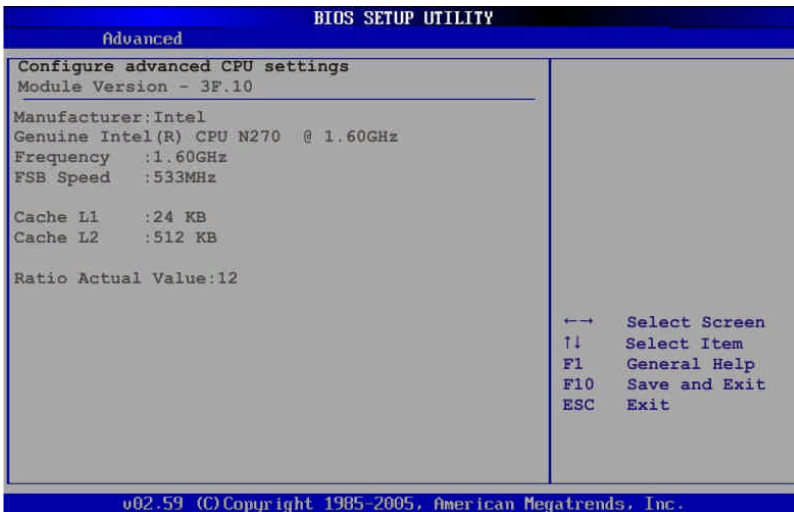 BIOS SETUP UTILITY
Advanced
Configure advanced CPU settings
Module Version - 3F.10
Manufacturer:Intel
Genuine Intel(R) CPU N270 @ 1.60GHz
Frequency :1.60GHz
FSB Speed :533MHz
Cache L1 :24 KB
Cache L2 :512 KB
Ratio Actual Value:12
←→ Select Screen
↑↓ Select Item
F1 General Help
F10 Save and Exit
ESC Exit
v02.59 (C)Copyright 1985-2005, American Megatrends, Inc.